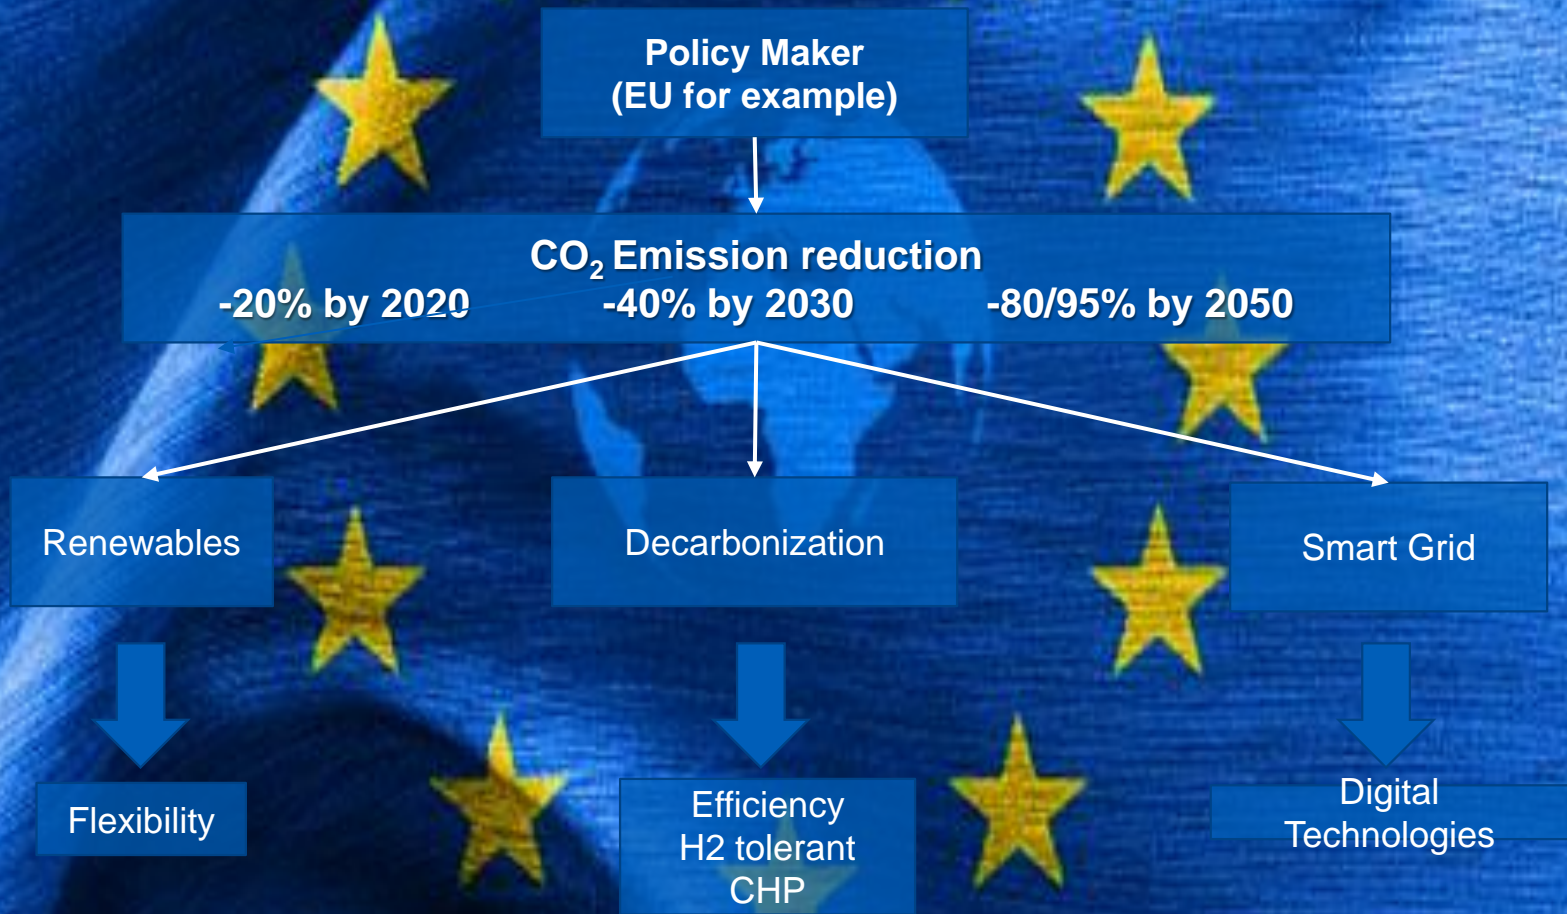 Policy Maker
(EU for example)
CO₂ Emission reduction
-20% by 2020 -40% by 2030 -80/95% by 2050
Renewables
Decarbonization
Smart Grid
Flexibility
Efficiency
H2 tolerant
CHP
Digital
Technologies